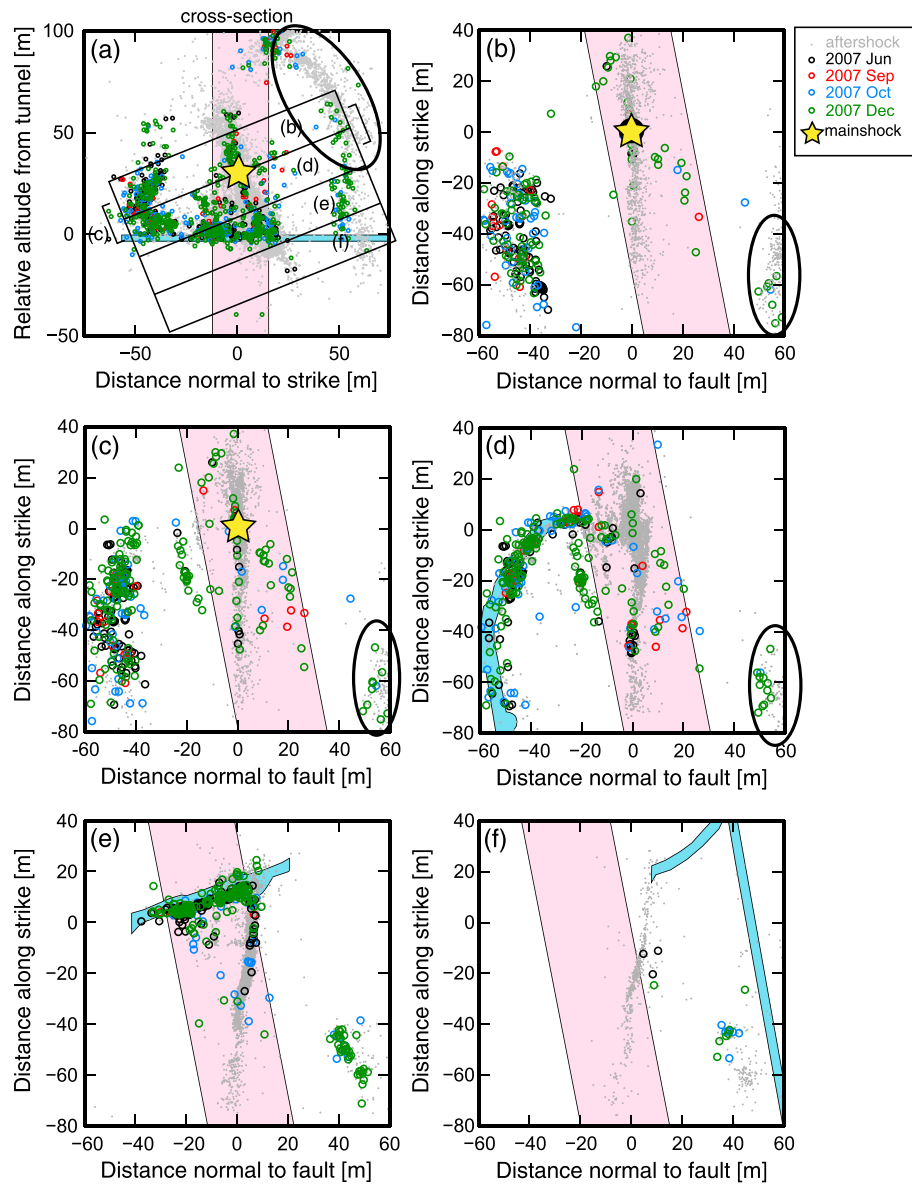 cross-section
(a)
(b)
(d)
(e)
(c)
(f)
100
50
0
−50
Relative altitude from tunnel [m]
−50 0 50
Distance normal to strike [m]
(b)
40
20
0
−20
−40
−60
−80
Distance along strike [m]
−60 −40 −20 0 20 40 60
Distance normal to fault [m]
aftershock
2007 Jun
2007 Sep
2007 Oct
2007 Dec
mainshock
(c)
40
20
0
-20
-40
-60
-80
Distance along strike [m]
-60 -40 -20 0 20 40 60
Distance normal to fault [m]
(d)
40
20
0
-20
-40
-60
-80
Distance along strike [m]
-60 -40 -20 0 20 40 60
Distance normal to fault [m]
(e)
40
20
0
−20
−40
−60
−80
Distance along strike [m]
−60 −40 −20 0 20 40 60
Distance normal to fault [m]
(f)
40
20
0
−20
−40
−60
−80
Distance along strike [m]
−60 −40 −20 0 20 40 60
Distance normal to fault [m]